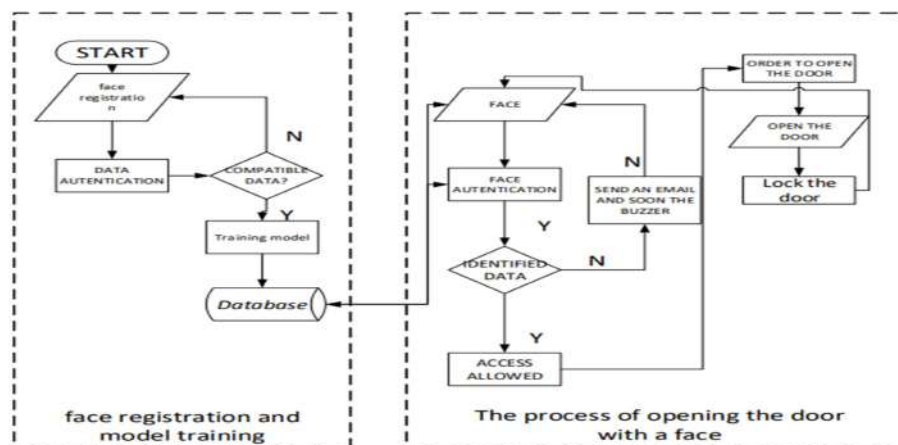 START
face
registratio
n
DATA
AUTENTICATION
COMPATIBLE
DATA?
N
Y
Training model
Database
face registration and
model training
FACE
FACE
AUTENTICATION
Y
IDENTIFIED
DATA
N
SEND AN EMAIL
AND SOON THE
BUZZER
N
Y
ACCESS
ALLOWED
ORDER TO OPEN
THE DOOR
OPEN THE
DOOR
Lock the
door
The process of opening the door
with a face